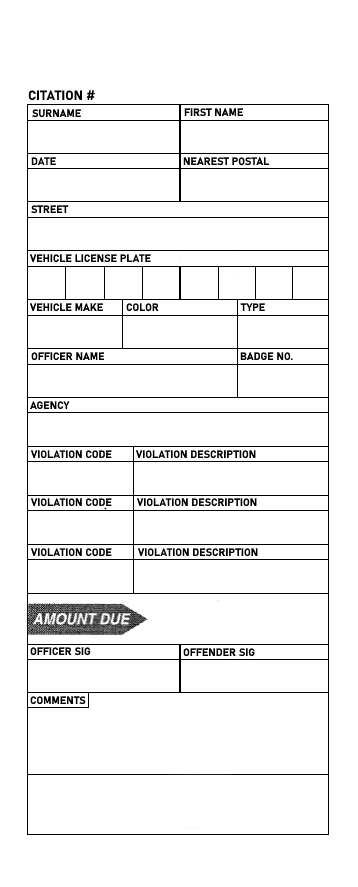 CITATION #
SURNAME FIRST NAME
DATE NEAREST POSTAL
STREET
VEHICLE LICENSE PLATE
VEHICLE MAKE COLOR TYPE
OFFICER NAME BADGE NO.
AGENCY
VIOLATION CODE VIOLATION DESCRIPTION
VIOLATION CODE VIOLATION DESCRIPTION
VIOLATION CODE VIOLATION DESCRIPTION
AMOUNT DUE
OFFICER SIG OFFENDER SIG
COMMENTS